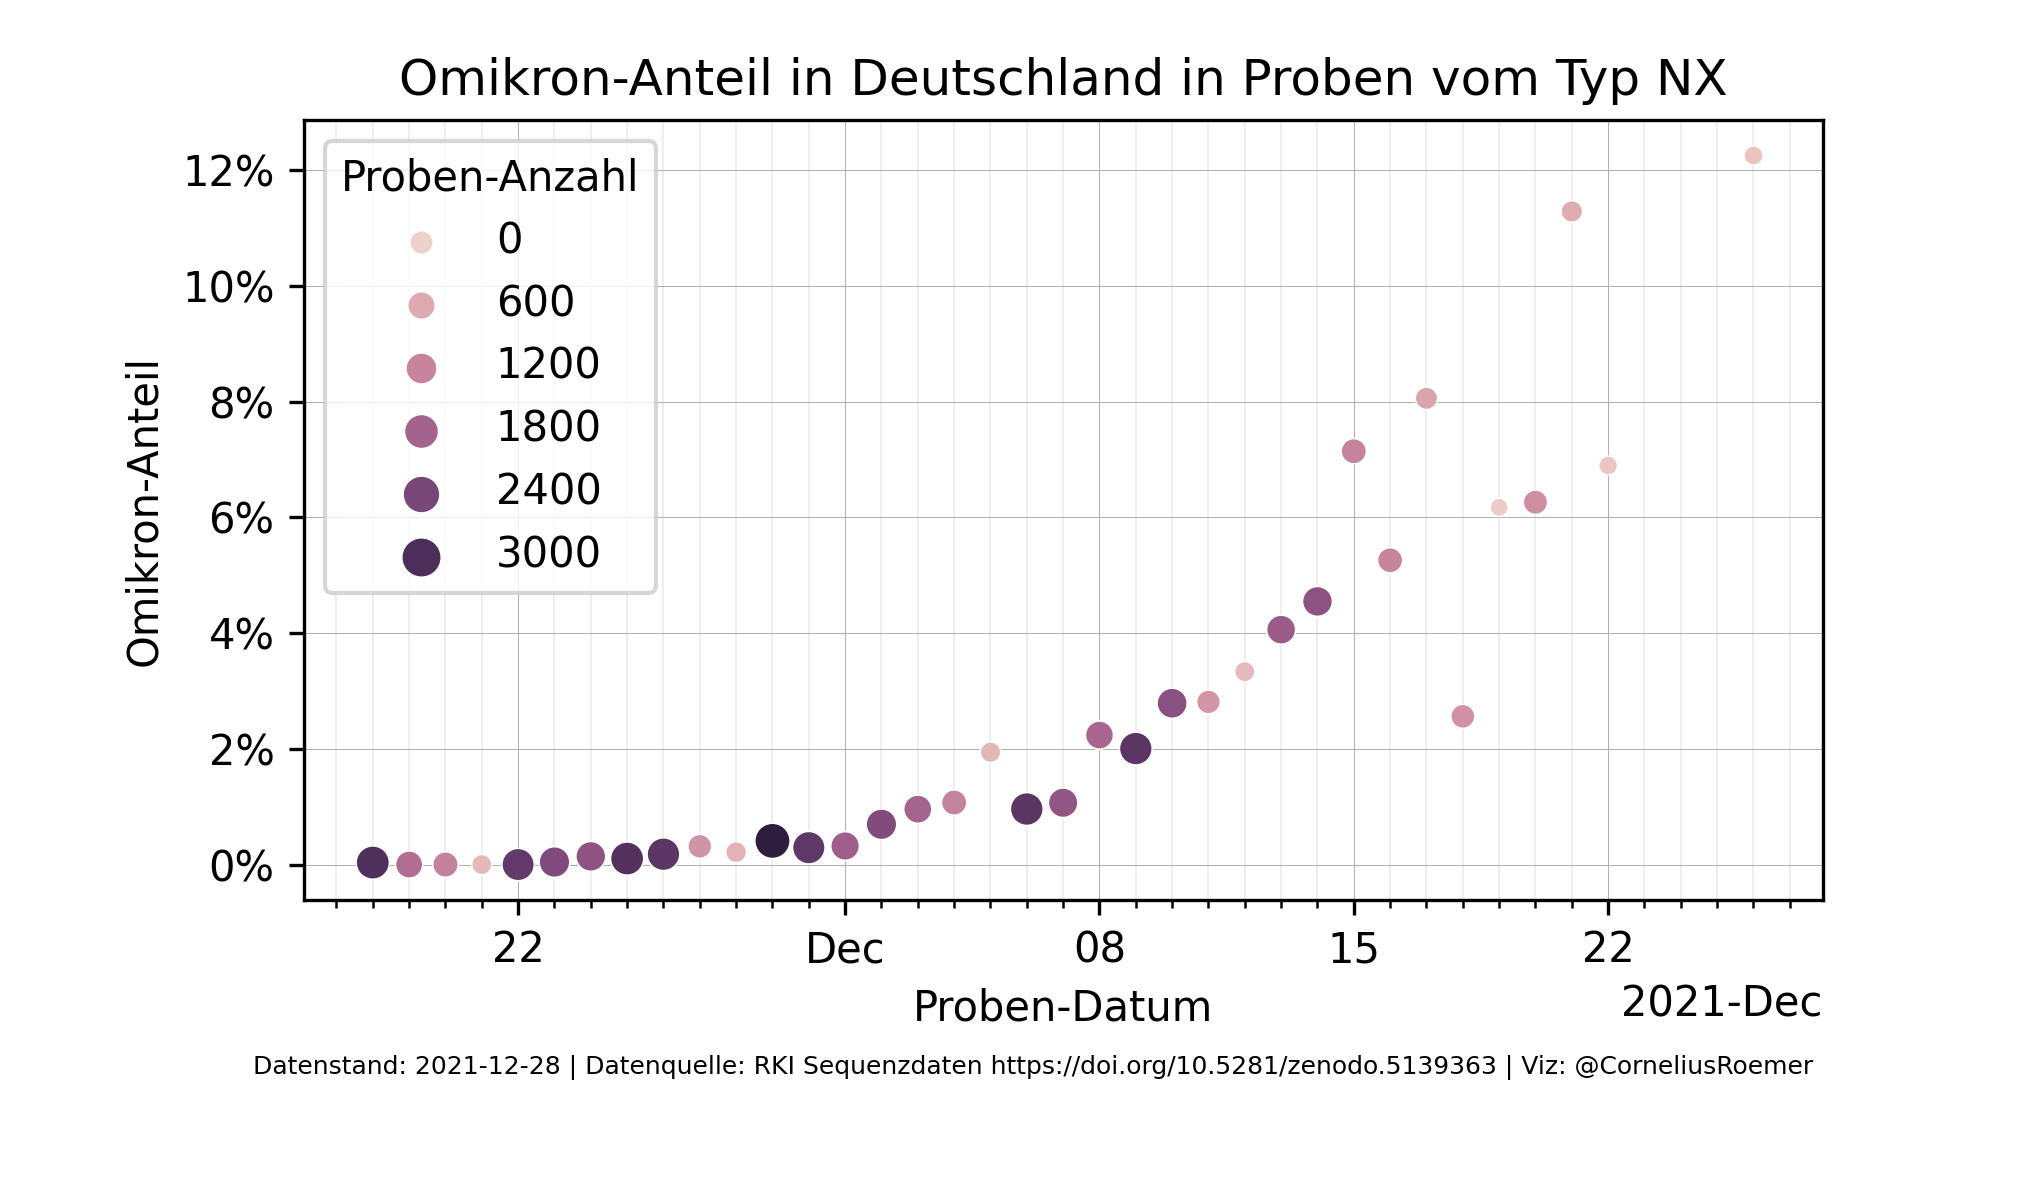 Omikron-Anteil in Deutschland in Proben vom Typ NX
Proben-Anzahl
0
600
1200
1800
2400
3000
12%
10%
8%
6%
4%
2%
0%
Omikron-Anteil
22 Dec 08 15 22
Proben-Datum
2021-Dec
Datenstand: 2021-12-28 | Datenquelle: RKI Sequenzdaten https://doi.org/10.5281/zenodo.5139363 | Viz: @CorneliusRoemer